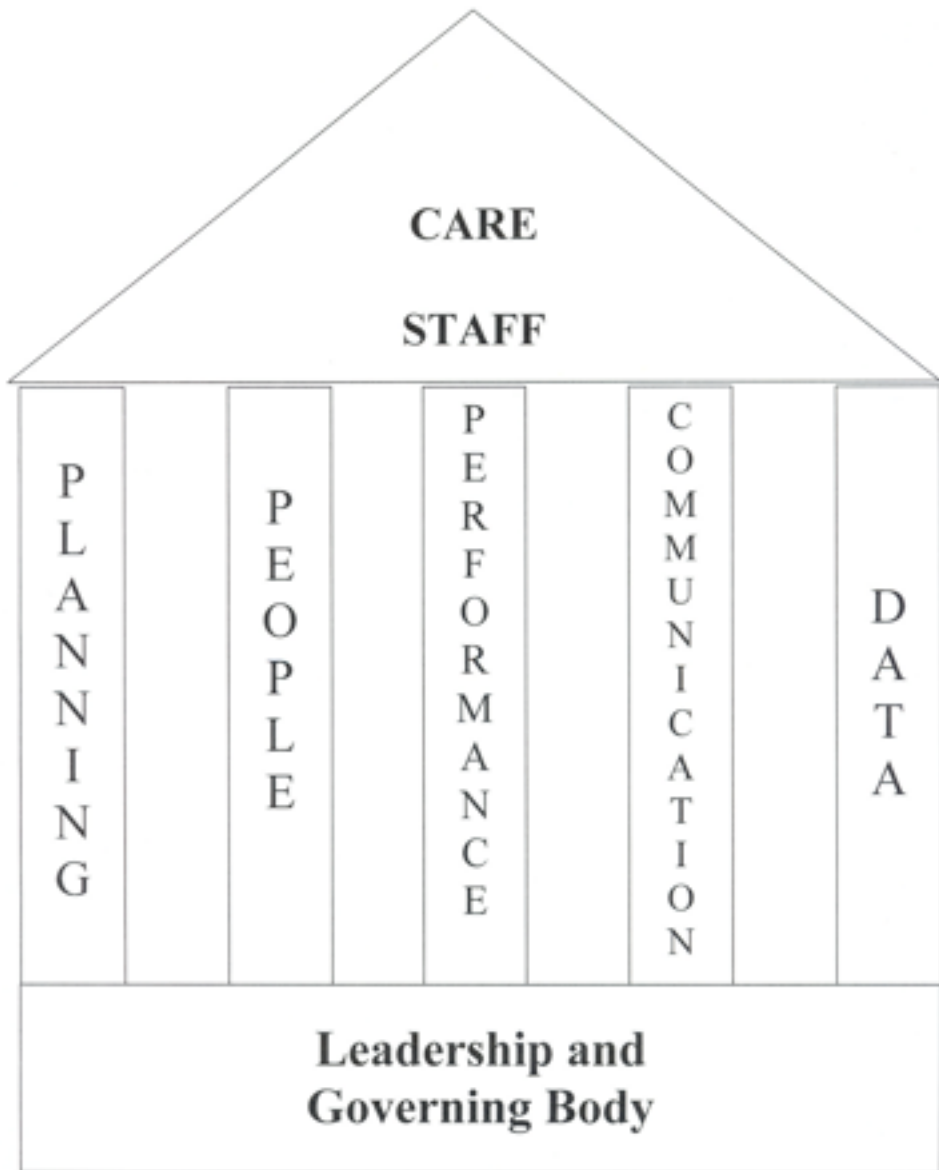 CARE
STAFF
PLANNING
PEOPLE
PERFORMANCE
COMMUNICATION
DATA
Leadership and
Governing Body